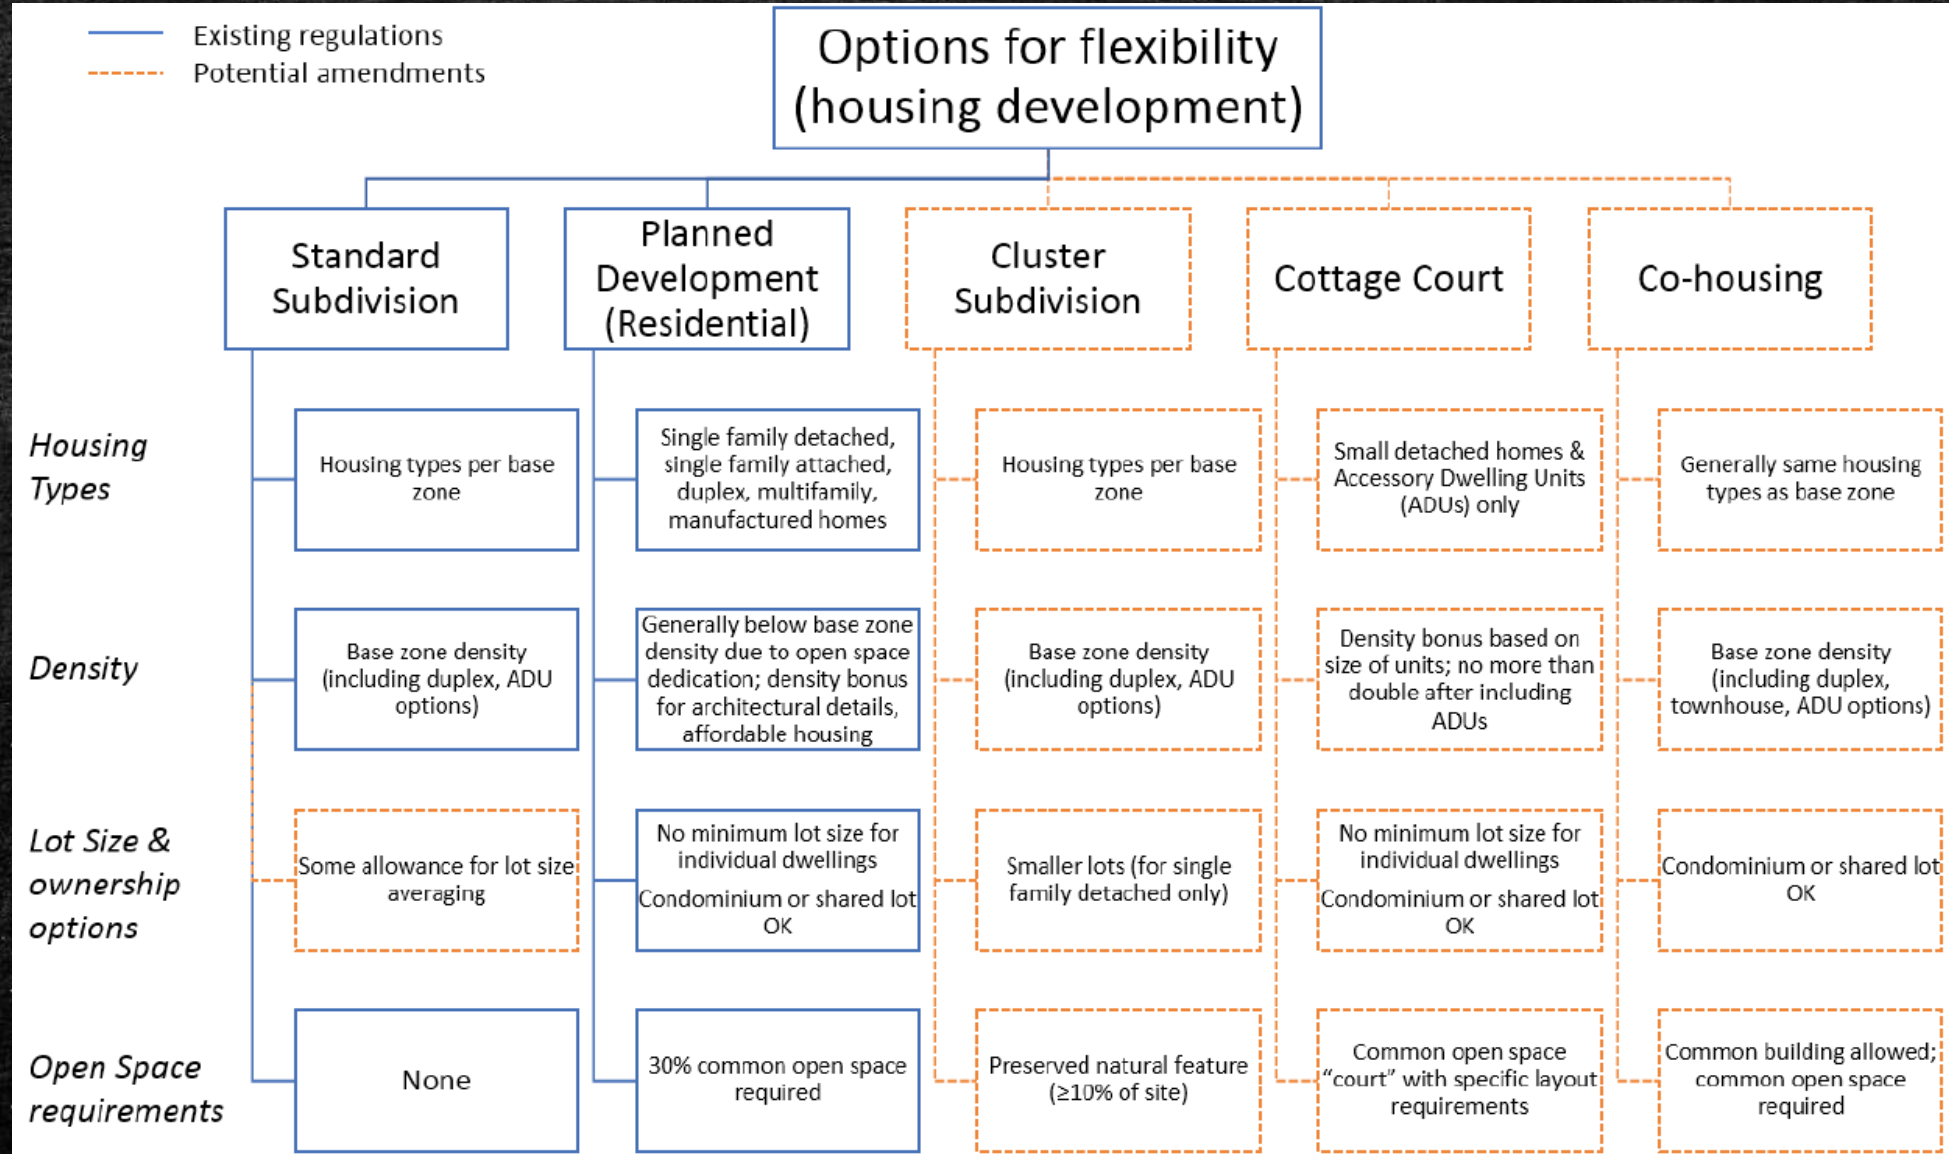 Existing regulations
Potential amendments
Options for flexibility
(housing development)
Standard
Subdivision
Planned
Development
(Residential)
Cluster
Subdivision
Cottage Court
Co-housing
Housing
Types
Housing types per base
zone
Single family detached,
single family attached,
duplex, multifamily,
manufactured homes
Housing types per base
zone
Small detached homes &
Accessory Dwelling Units
(ADUs) only
Generally same housing
types as base zone
Density
Base zone density
(including duplex, ADU
options)
Generally below base zone
density due to open space
dedication; density bonus
for architectural details,
affordable housing
Base zone density
(including duplex, ADU
options)
Density bonus based on
size of units; no more than
double after including
ADUs
Base zone density
(including duplex,
townhouse, ADU options)
Lot Size &
ownership
options
Some allowance for lot size
averaging
No minimum lot size for
individual dwellings
Condominium or shared lot
OK
Smaller lots (for single
family detached only)
No minimum lot size for
individual dwellings
Condominium or shared lot
OK
Condominium or shared lot
OK
Open Space
requirements
None
30% common open space
required
Preserved natural feature
(≥10% of site)
Common open space
“court” with specific layout
requirements
Common building allowed;
common open space
required